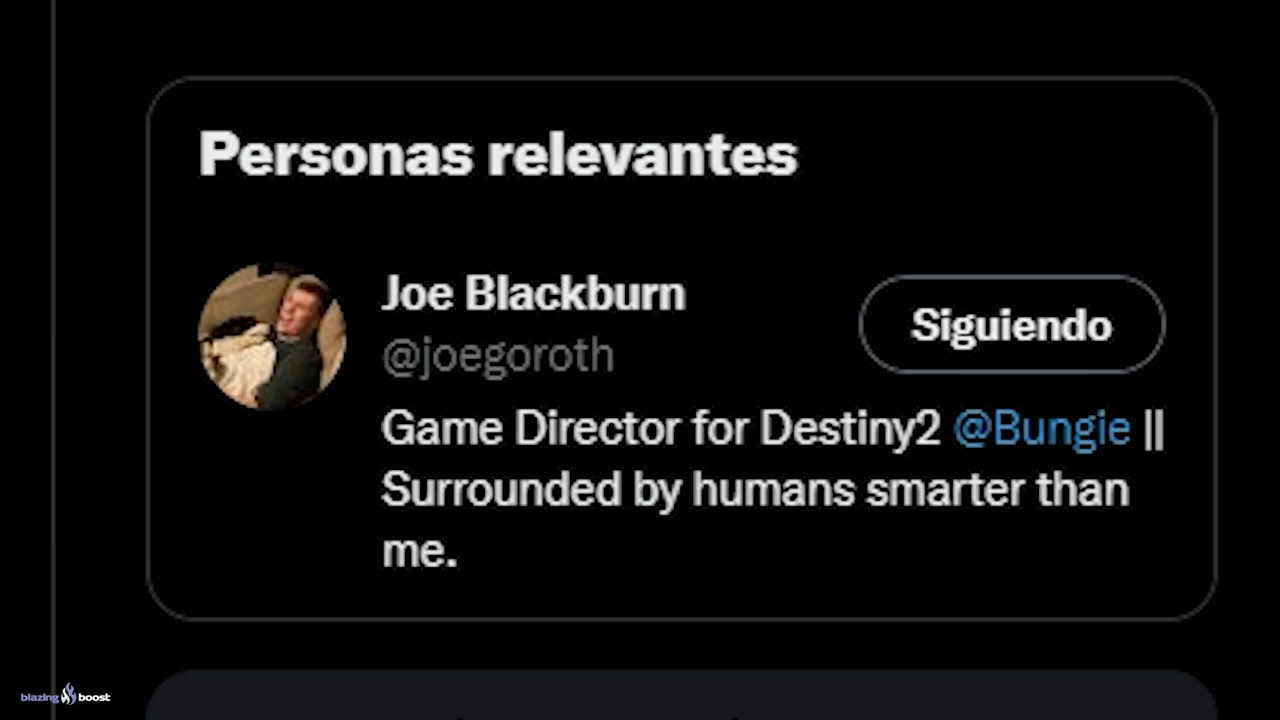 Personas relevantes
Joe Blackburn
Siguiendo
@joegoroth
Game Director for Destiny2 @Bungie ||
Surrounded by humans smarter than
me.
blazing boost